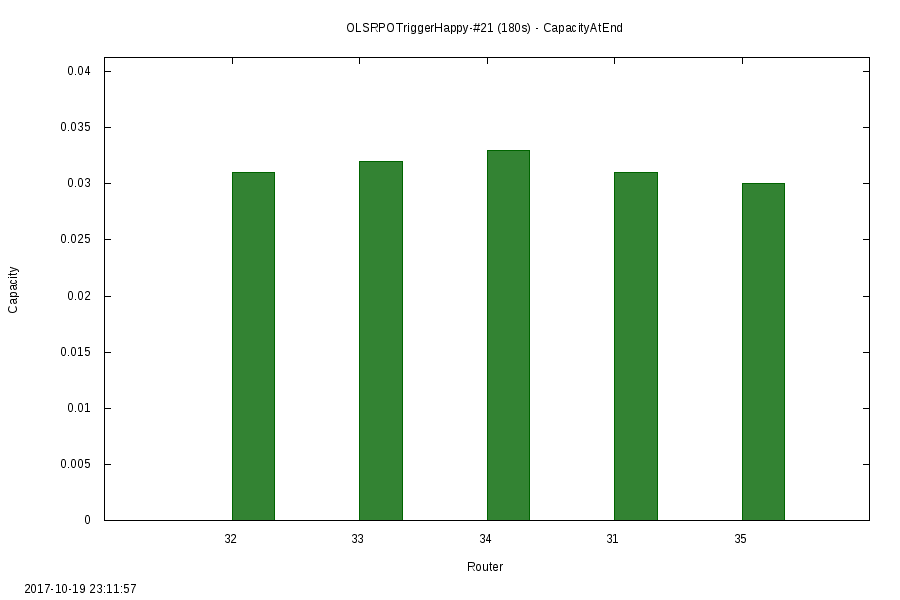 OLSRPOTriggerHappy-#21 (180s) - CapacityAtEnd
0.04
0.035
0.03
0.025
0.02
0.015
0.01
0.005
0
Capacity
32 33 34 31 35
Router
2017-10-19 23:11:57